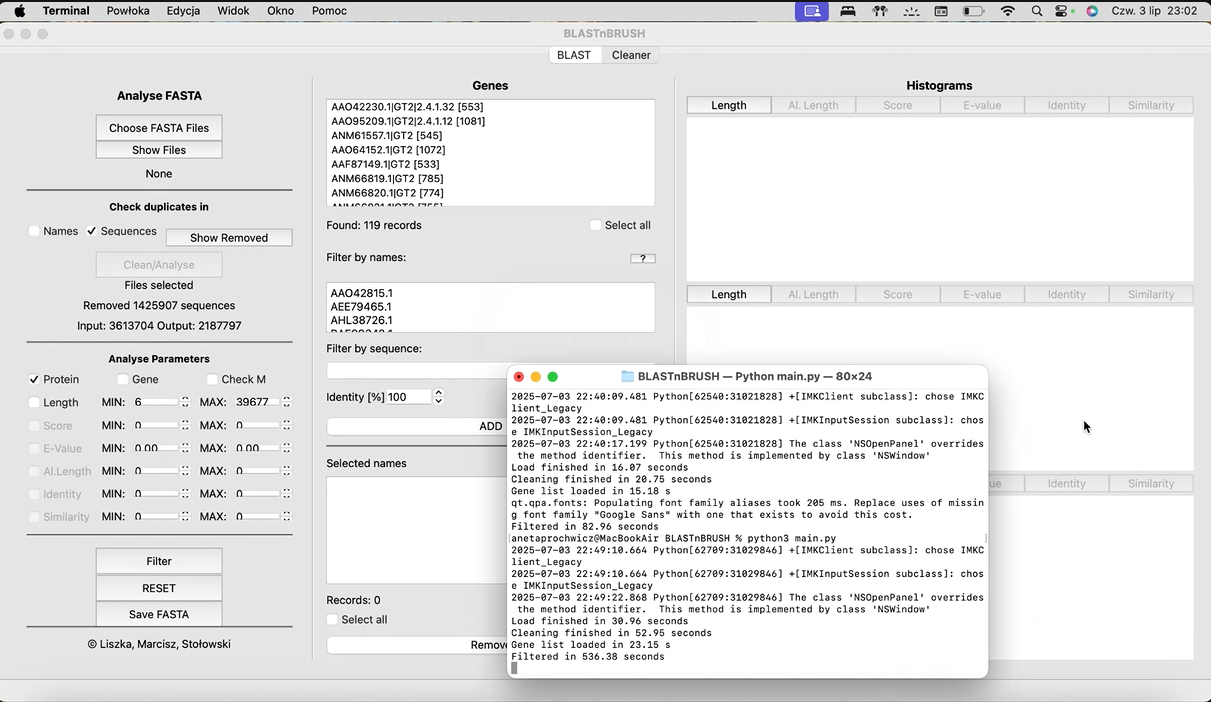 Terminal Powłoka Edycja Widok Okno Pomoc Czw. 3 lip 23:02
BLASTnBRUSH
BLAST Cleaner
Analyse FASTA
Choose FASTA Files
Show Files
None
Check duplicates in
Names Sequences Show Removed
Clean/Analyse
Files selected
Removed 1425907 sequences
Input: 3613704 Output: 2187797
Analyse Parameters
Protein Gene Check M
Length MIN: 6 MAX: 39677
Score MIN: 0 MAX: 0
E-Value MIN: 0.00 MAX: 0.00
Al.Length MIN: 0 MAX: 0
Identity MIN: 0 MAX: 0
Similarity MIN: 0 MAX: 0
Filter
RESET
Save FASTA
© Liszka, Marcisz, Stołowski
Genes
AAO42230.1|GT2|2.4.1.32 [553]
AAO95209.1|GT2|2.4.1.12 [1081]
ANM61557.1|GT2 [545]
AAO64152.1|GT2 [1072]
AAF87149.1|GT2 [533]
ANM66819.1|GT2 [785]
ANM66820.1|GT2 [774]
Found: 119 records Select all
Filter by names: ?
AAO42815.1
AEE79465.1
AHL38726.1
Filter by sequence:
Identity [%] 100
ADD
Selected names
Records: 0
Select all
Histograms
Length Al. Length Score E-value Identity Similarity
Length Al. Length Score E-value Identity Similarity
Identity Similarity
BLASTnBRUSH — Python main.py — 80×24
2025-07-03 22:40:09.481 Python[62540:31021828] +[IMKClient subclass]: chose IMKC
lient_Legacy
2025-07-03 22:40:09.481 Python[62540:31021828] +[IMKInputSession subclass]: chos
e IMKInputSession_Legacy
2025-07-03 22:40:17.199 Python[62540:31021828] The class 'NSOpenPanel' overrides
the method identifier. This method is implemented by class 'NSWindow'
Load finished in 16.07 seconds
Cleaning finished in 20.75 seconds
Gene list loaded in 15.18 s
qt.qpa.fonts: Populating font family aliases took 205 ms. Replace uses of missin
g font family "Google Sans" with one that exists to avoid this cost.
Filtered in 82.96 seconds
[anetaprochwicz@MacBookAir BLASTnBRUSH % python3 main.py ]
2025-07-03 22:49:10.664 Python[62709:31029846] +[IMKClient subclass]: chose IMKC
lient_Legacy
2025-07-03 22:49:10.664 Python[62709:31029846] +[IMKInputSession subclass]: chos
e IMKInputSession_Legacy
2025-07-03 22:49:22.868 Python[62709:31029846] The class 'NSOpenPanel' overrides
the method identifier. This method is implemented by class 'NSWindow'
Load finished in 30.96 seconds
Cleaning finished in 52.95 seconds
Gene list loaded in 23.15 s
Filtered in 536.38 seconds